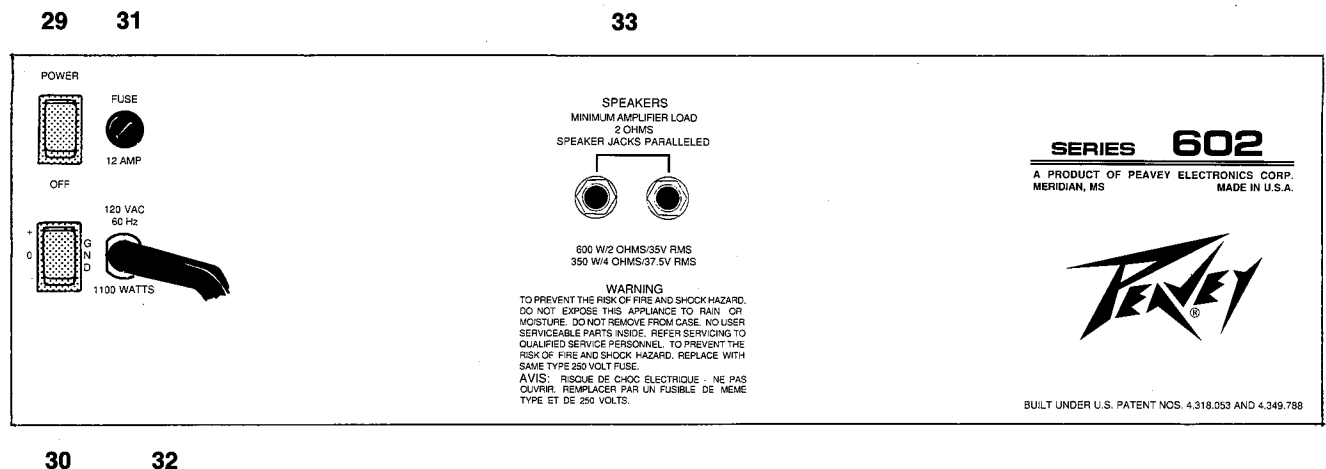 29 31 33
POWER
FUSE
12 AMP
OFF
120 VAC
60 Hz
+
0
G
N
D
1100 WATTS
SPEAKERS
MINIMUM AMPLIFIER LOAD
2 OHMS
SPEAKER JACKS PARALLELED
600 W/2 OHMS/35V RMS
350 W/4 OHMS/37.5V RMS
WARNING
TO PREVENT THE RISK OF FIRE AND SHOCK HAZARD.
DO NOT EXPOSE THIS APPLIANCE TO RAIN OR
MOISTURE. DO NOT REMOVE FROM CASE. NO USER
SERVICEABLE PARTS INSIDE. REFER SERVICING TO
QUALIFIED SERVICE PERSONNEL. TO PREVENT THE
RISK OF FIRE AND SHOCK HAZARD. REPLACE WITH
SAME TYPE 250 VOLT FUSE.
AVIS: RISQUE DE CHOC ELECTRIQUE - NE PAS
OUVRIR. REMPLACER PAR UN FUSIBLE DE MEME
TYPE ET DE 250 VOLTS.
SERIES 602
A PRODUCT OF PEAVEY ELECTRONICS CORP.
MERIDIAN, MS MADE IN U.S.A.
PEAVEY®
BUILT UNDER U.S. PATENT NOS. 4.318.053 AND 4.349.788
30 32